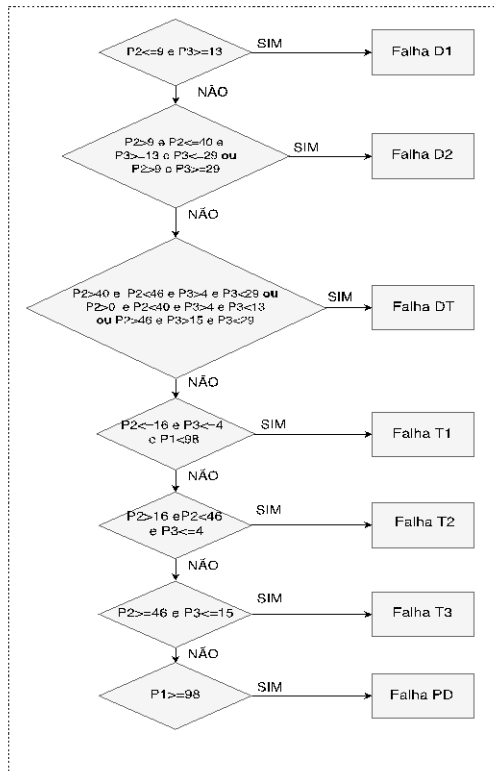 P2<=9 e P3>=13
SIM
Falha D1
NÃO
P2>9 e P2<=40 e
P3>=13 e P3<=29 ou
P2>9 e P3>=29
SIM
Falha D2
NÃO
P2>40 e P2<46 e P3>4 e P3<29 ou
P2>0 e P2<40 e P3>4 e P3<13
ou P2>46 e P3>15 e P3<29
SIM
Falha DT
NÃO
P2<=16 e P3<=4
e P1<98
SIM
Falha T1
NÃO
P2>16 eP2<46
e P3<=4
SIM
Falha T2
NÃO
P2>=46 e P3<=15
SIM
Falha T3
NÃO
P1>=98
SIM
Falha PD